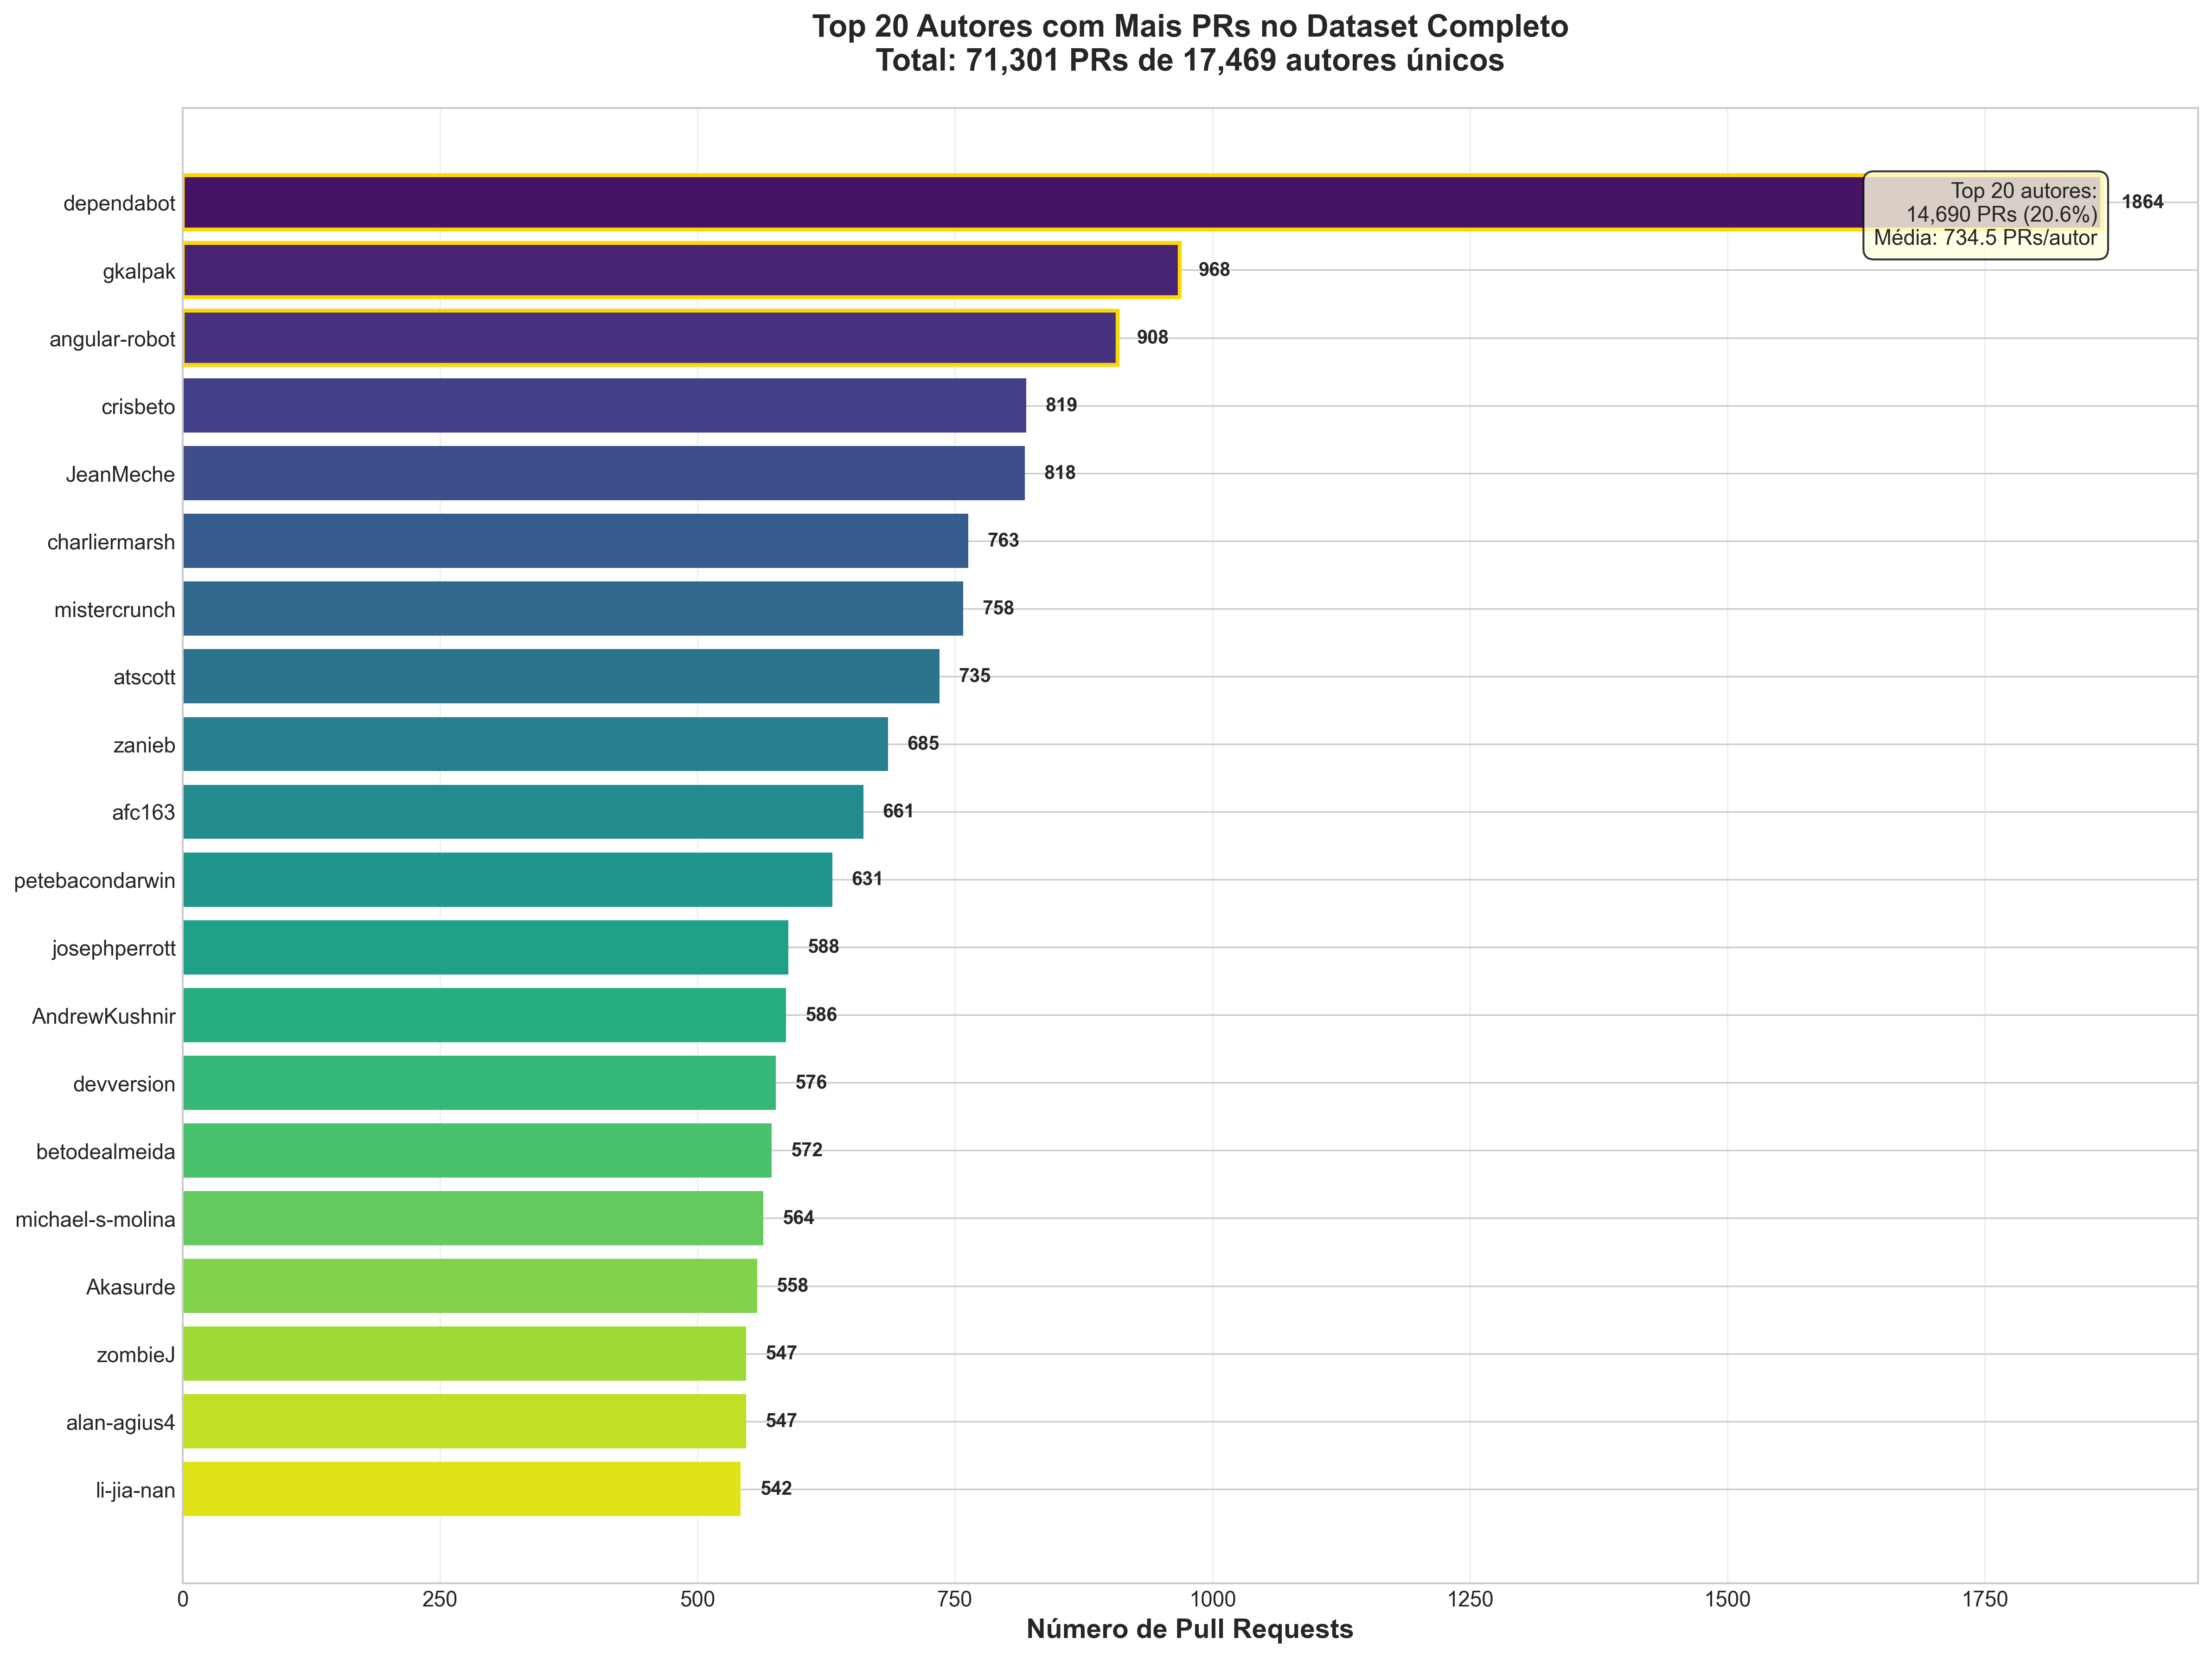 Top 20 Autores com Mais PRs no Dataset Completo
Total: 71,301 PRs de 17,469 autores únicos
dependabot
1864
Top 20 autores:
14,690 PRs (20.6%)
Média: 734.5 PRs/autor
gkalpak
968
angular-robot
908
crisbeto
819
JeanMeche
818
charliermarsh
763
mistercrunch
758
atscott
735
zanieb
685
afc163
661
petebacondarwin
631
josephperrott
588
AndrewKushnir
586
devversion
576
betodealmeida
572
michael-s-molina
564
Akasurde
558
zombieJ
547
alan-agius4
547
li-jia-nan
542
0 250 500 750 1000 1250 1500 1750
Número de Pull Requests